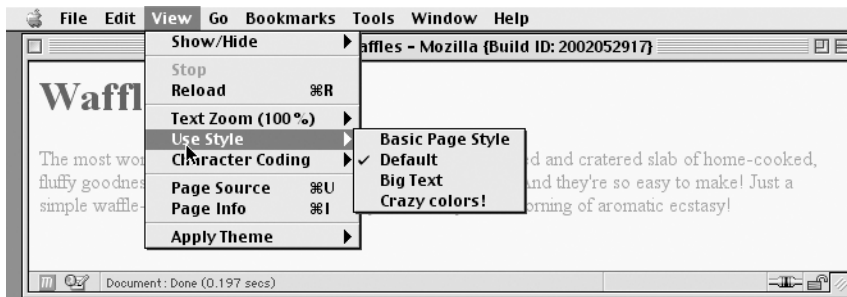 File Edit View Go Bookmarks Tools Window Help
affles - Mozilla {Build ID: 2002052917}
Show/Hide
Stop
Reload ⌘R
Text Zoom (100%)
Use Style
Character Coding
Page Source ⌘U
Page Info ⌘I
Apply Theme
Basic Page Style
✓ Default
Big Text
Crazy colors!
Waffl
The most wor ed and cratered slab of home-cooked,
fluffy goodnes And they're so easy to make! Just a
simple waffle- orning of aromatic ecstasy!
Document: Done (0.197 secs)